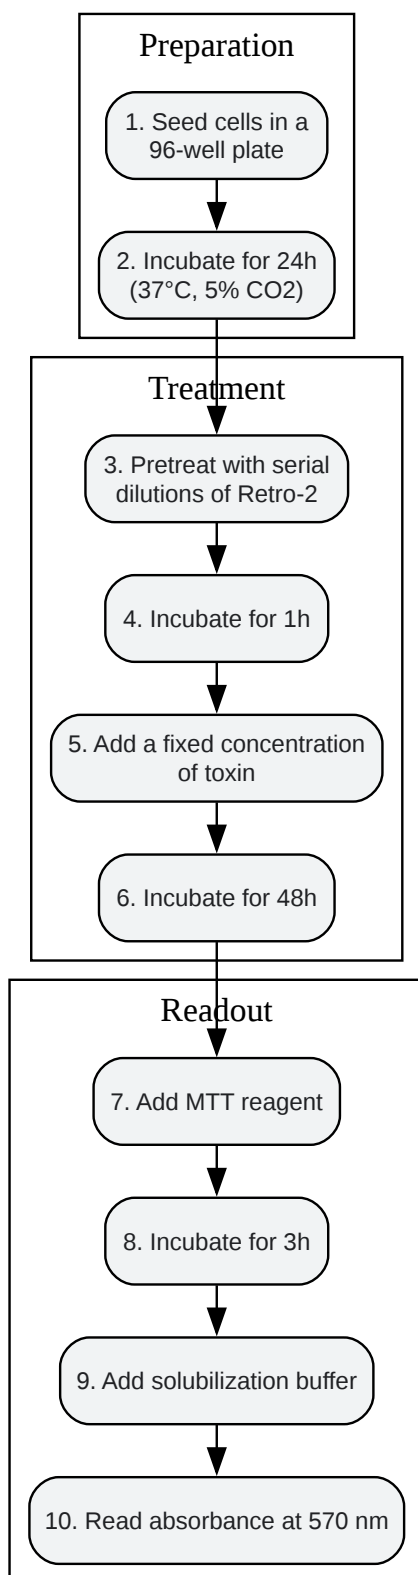 Preparation
1. Seed cells in a
96-well plate
2. Incubate for 24h
(37°C, 5% CO2)
Treatment
3. Pretreat with serial
dilutions of Retro-2
4. Incubate for 1h
5. Add a fixed concentration
of toxin
6. Incubate for 48h
Readout
7. Add MTT reagent
8. Incubate for 3h
9. Add solubilization buffer
10. Read absorbance at 570 nm